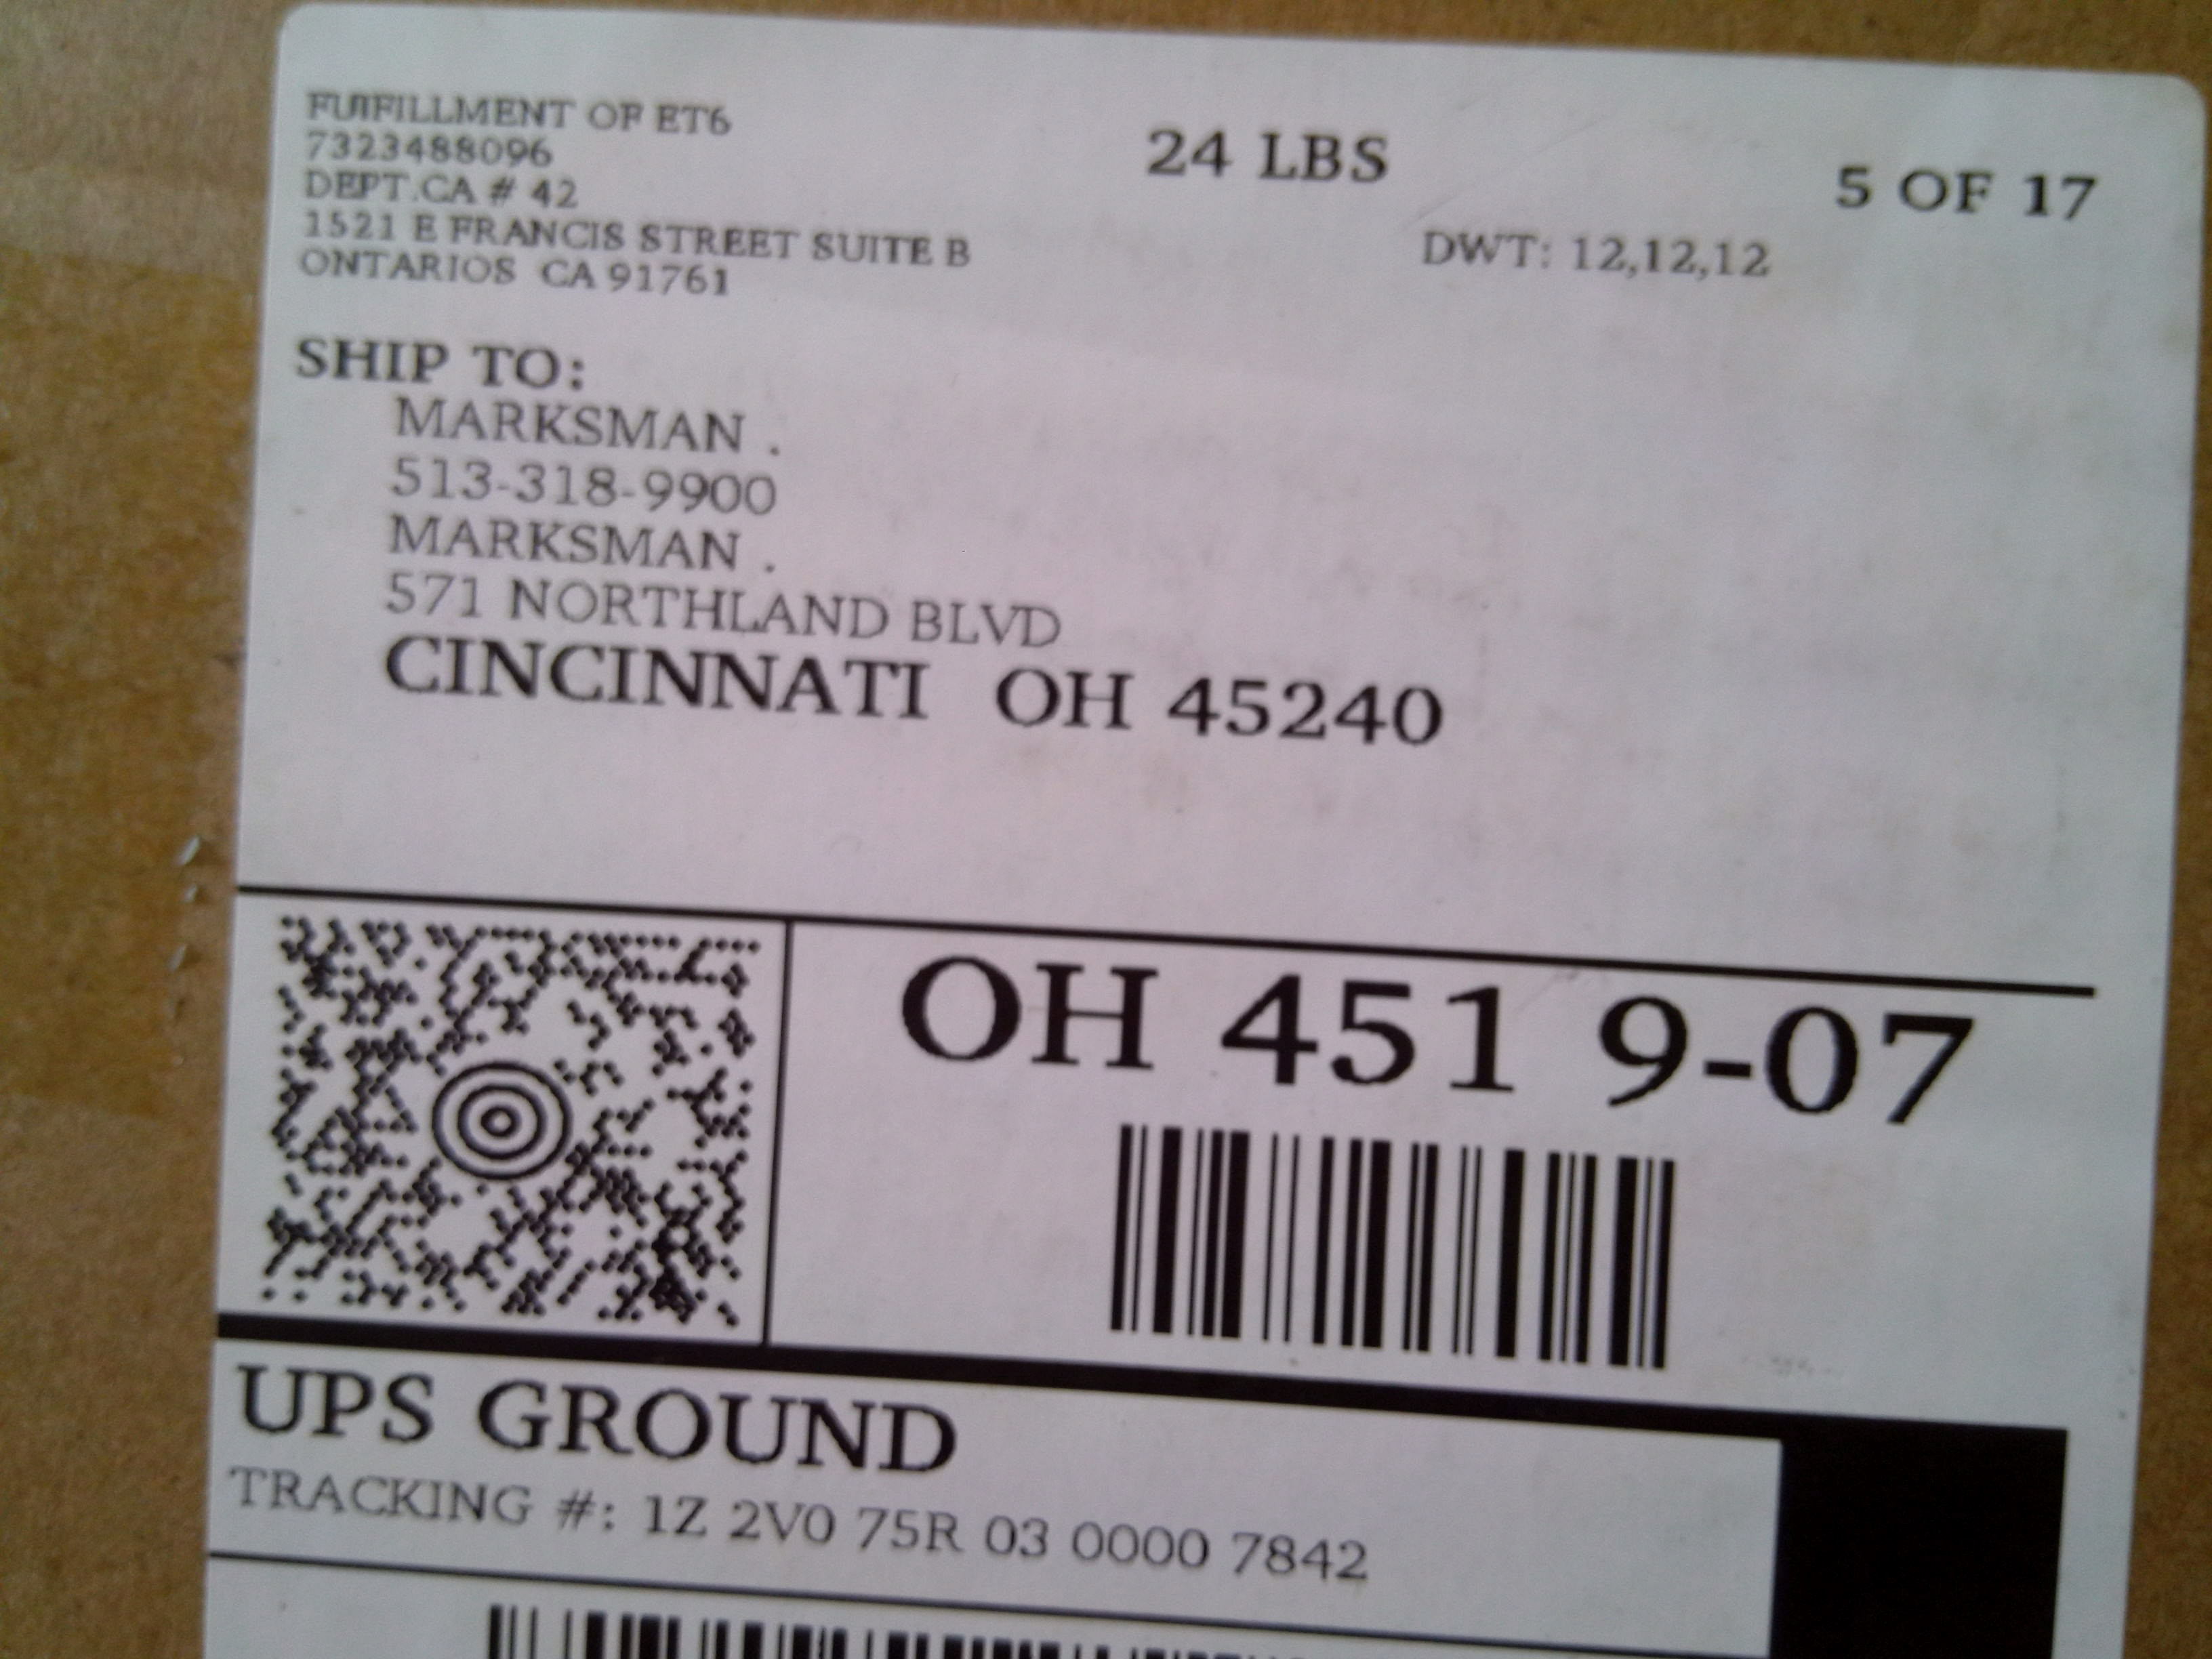 FUIFILLMENT OF ET6
7323488096
DEPT.CA # 42
1521 E FRANCIS STREET SUITE B
ONTARIOS CA 91761
24 LBS
5 OF 17
DWT: 12,12,12
SHIP TO:
MARKSMAN .
513-318-9900
MARKSMAN .
571 NORTHLAND BLVD
CINCINNATI OH 45240
OH 451 9-07
UPS GROUND
TRACKING #: 1Z 2V0 75R 03 0000 7842